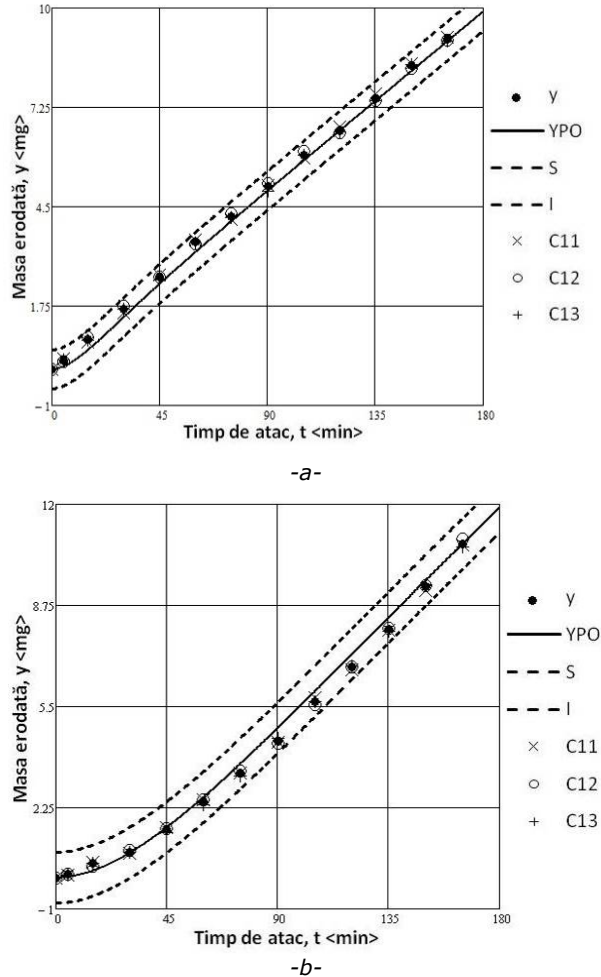 10
7.25
4.5
1.75
− 1
0
45
90
135
180
Masa erodată, y <mg>
Timp de atac, t <min>
y
YPO
S
I
C11
C12
C13
-a-
12
8.75
5.5
2.25
− 1
0
45
90
135
180
Masa erodată, y <mg>
Timp de atac, t <min>
y
YPO
S
I
C11
C12
C13
-b-